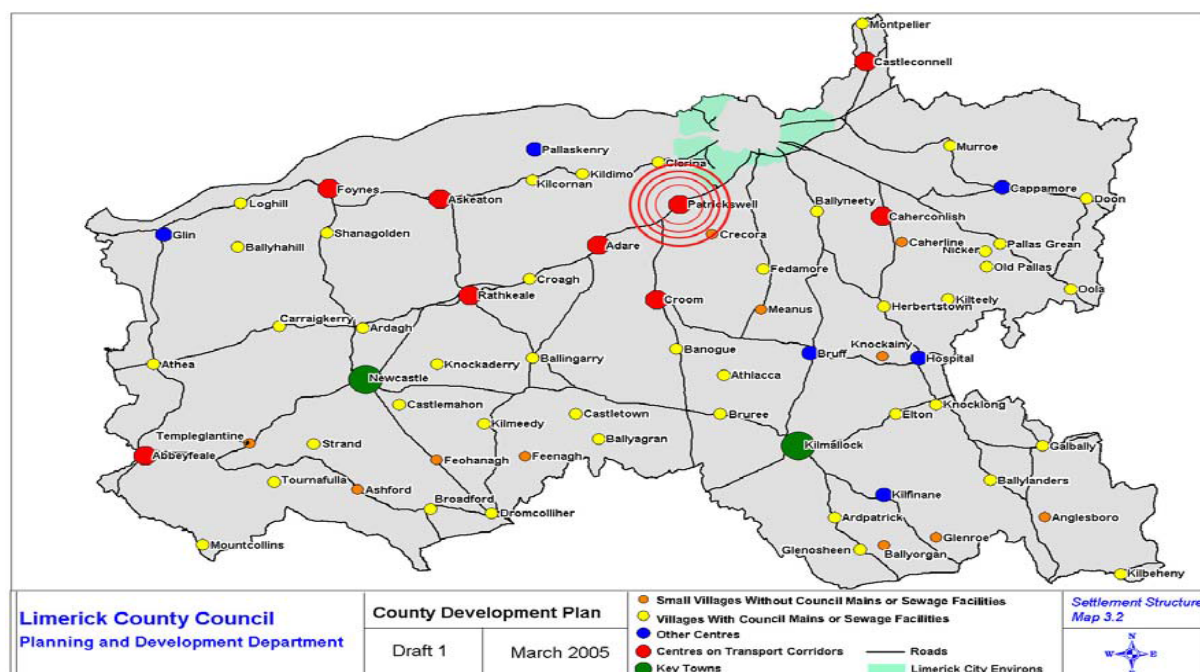 Montpelier
Castleconnell
Murroe
Pallaskenry
Clarina
Kildimo
Kilcornan
Cappamore
Foynes
Askeaton
Doon
Loghill
Patrickswell
Ballyneety
Caherconlish
Glin
Shanagolden
Crecora
Caherline
Ballyhahill
Adare
Pallas Grean
Nicker
Old Pallas
Fedamore
Croagh
Rathkeale
Croom
Oola
Kilteely
Herbertstown
Meanus
Carraigkerry
Ardagh
Banogue
Knockainy
Bruff
Hospital
Athea
Knockaderry
Ballingarry
Newcastle
Athlacca
Castlemahon
Castletown
Bruree
Elton
Knocklong
Kilmeedy
Templeglantine
Strand
Ballyagran
Kilmallock
Galbally
Abbeyfeale
Feohanagh
Feenagh
Tournafulla
Ashford
Ballylanders
Kilfinane
Broadford
Dromcolliher
Ardpatrick
Anglesboro
Glenroe
Mountcollins
Glenosheen
Ballyorgan
Kilbeheny
Limerick County Council
Planning and Development Department
County Development Plan
Draft 1
March 2005
Small Villages Without Council Mains or Sewage Facilities
Villages With Council Mains or Sewage Facilities
Other Centres
Centres on Transport Corridors
Key Towns
Roads
Limerick City Environs
Settlement Structure
Map 3.2
N
W
E
S